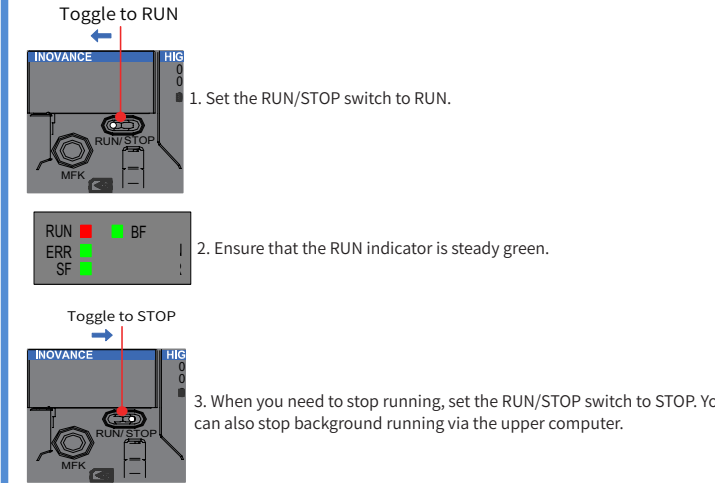 Toggle to RUN
INOVANCE
HIG
0
0
1. Set the RUN/STOP switch to RUN.
RUN/STOP
MFK
RUN
BF
ERR
SF
2. Ensure that the RUN indicator is steady green.
Toggle to STOP
INOVANCE
HIG
0
0
3. When you need to stop running, set the RUN/STOP switch to STOP. Yo
can also stop background running via the upper computer.
RUN/STOP
MFK